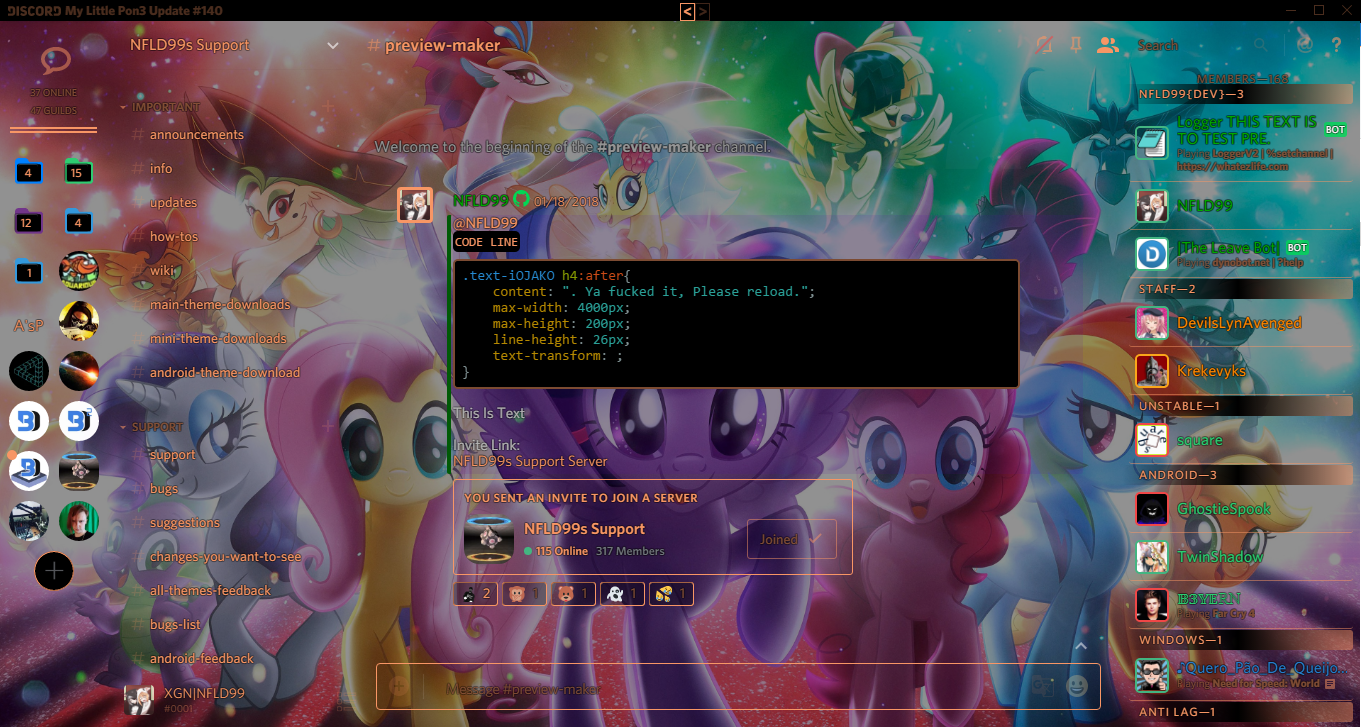 DISCORD My Little Pon3 Update #140
< >
NFLD99s Support
# preview-maker
Search
37 ONLINE
47 GUILDS
4
15
12
4
1
A'sP
IMPORTANT
# announcements
# info
# updates
# how-tos
# wiki
# main-theme-downloads
# mini-theme-downloads
# android-theme-download
SUPPORT
# support
# bugs
# suggestions
# changes-you-want-to-see
# all-themes-feedback
# bugs-list
# android-feedback
XGN|NFLD99
#0001
Welcome to the beginning of the #preview-maker channel.
NFLD99 01/18/2018
@NFLD99
CODE LINE
.text-iOJAKO h4:after{
content: ". Ya fucked it, Please reload.";
max-width: 4000px;
max-height: 200px;
line-height: 26px;
text-transform: ;
}
This Is Text
Invite Link:
NFLD99s Support Server
YOU SENT AN INVITE TO JOIN A SERVER
NFLD99s Support
115 Online 317 Members
Joined
2
1
1
1
1
Message #preview-maker
MEMBERS—168
NFLD99{DEV}—3
Logger THIS TEXT IS
TO TEST PRE.
BOT
Playing LoggerV2 | %setchannel |
https://whatezlife.com
NFLD99
|The Leave Bot| BOT
Playing dynobot.net | ?help
STAFF—2
DevilsLynAvenged
Krekevyks
UNSTABLE—1
square
ANDROID—3
GhostieSpook
TwinShadow
B3YE2N
Playing Far Cry 4
WINDOWS—1
Quero_Pão_De_Queijo
Playing Need for Speed: World
ANTI LAG—1